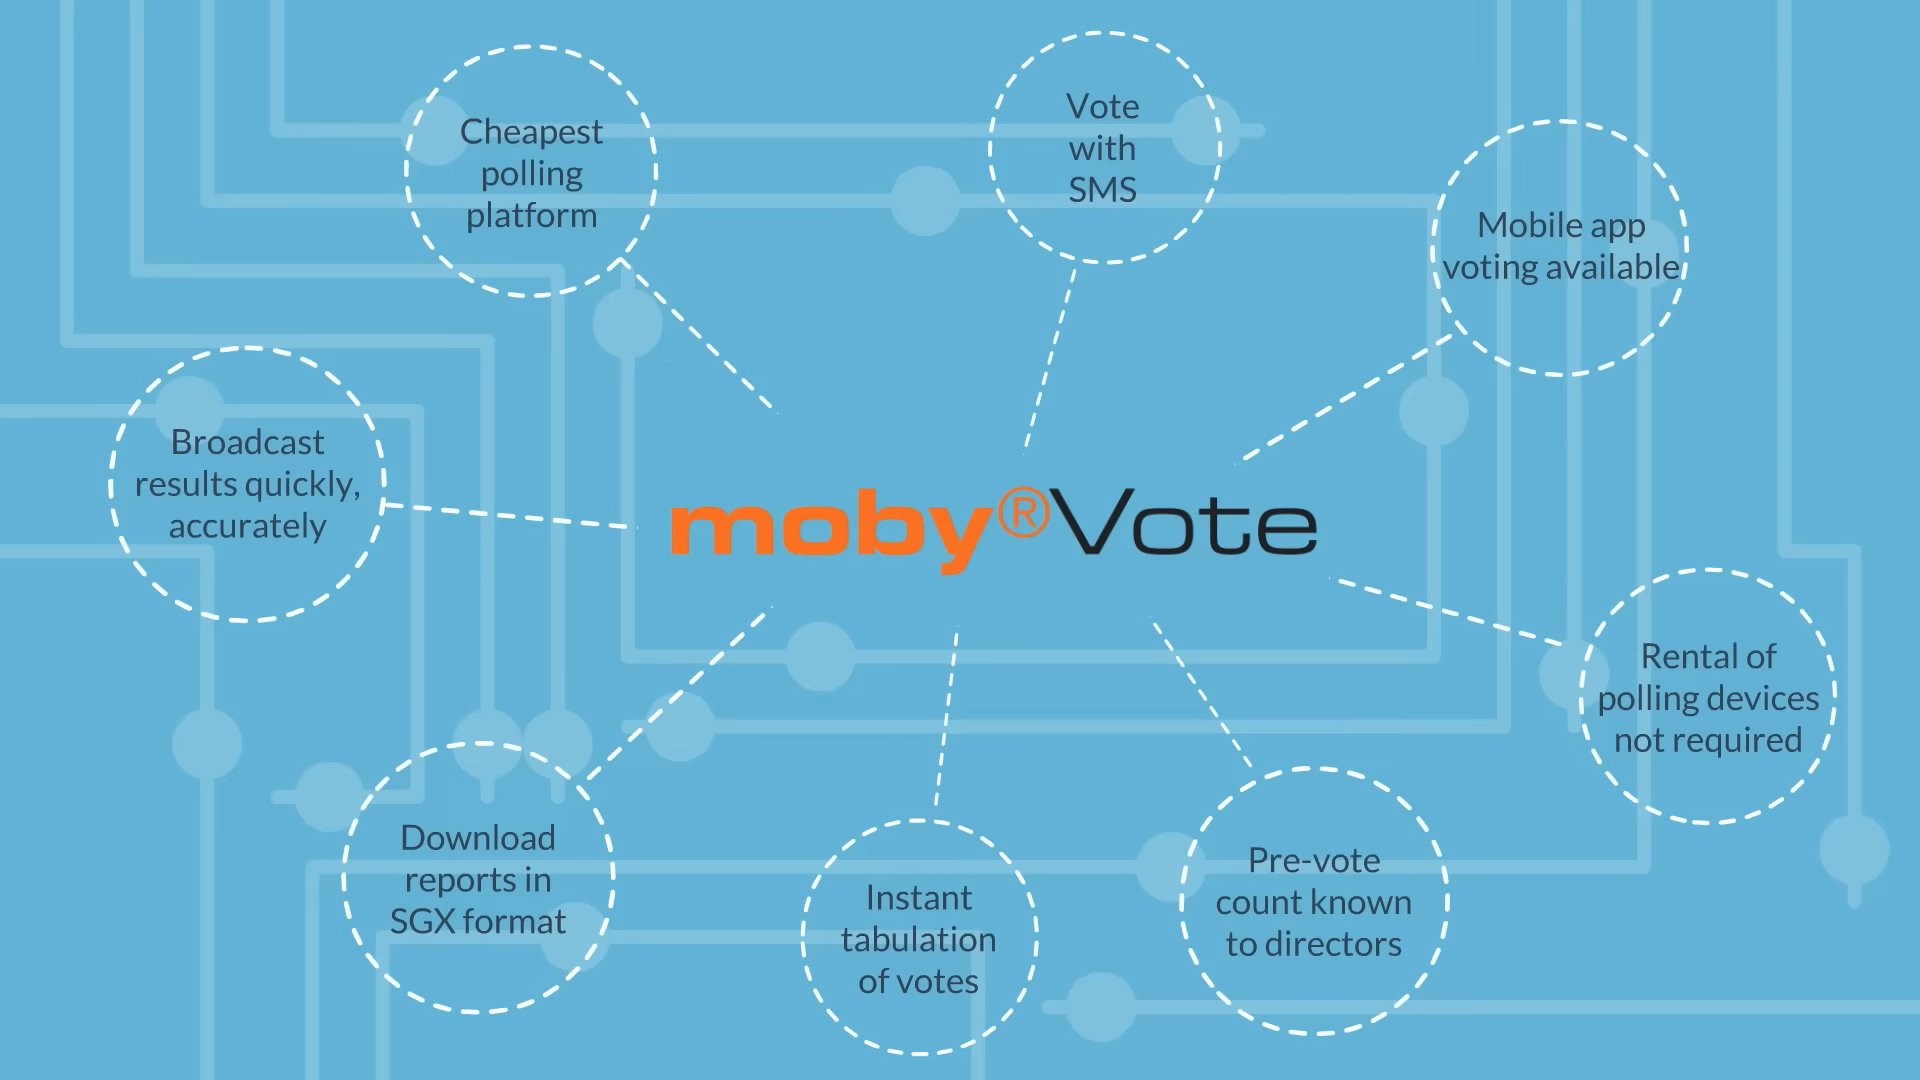 Cheapest
polling
platform
Vote
with
SMS
Mobile app
voting available
Broadcast
results quickly,
accurately
moby®Vote
Rental of
polling devices
not required
Download
reports in
SGX format
Instant
tabulation
of votes
Pre-vote
count known
to directors